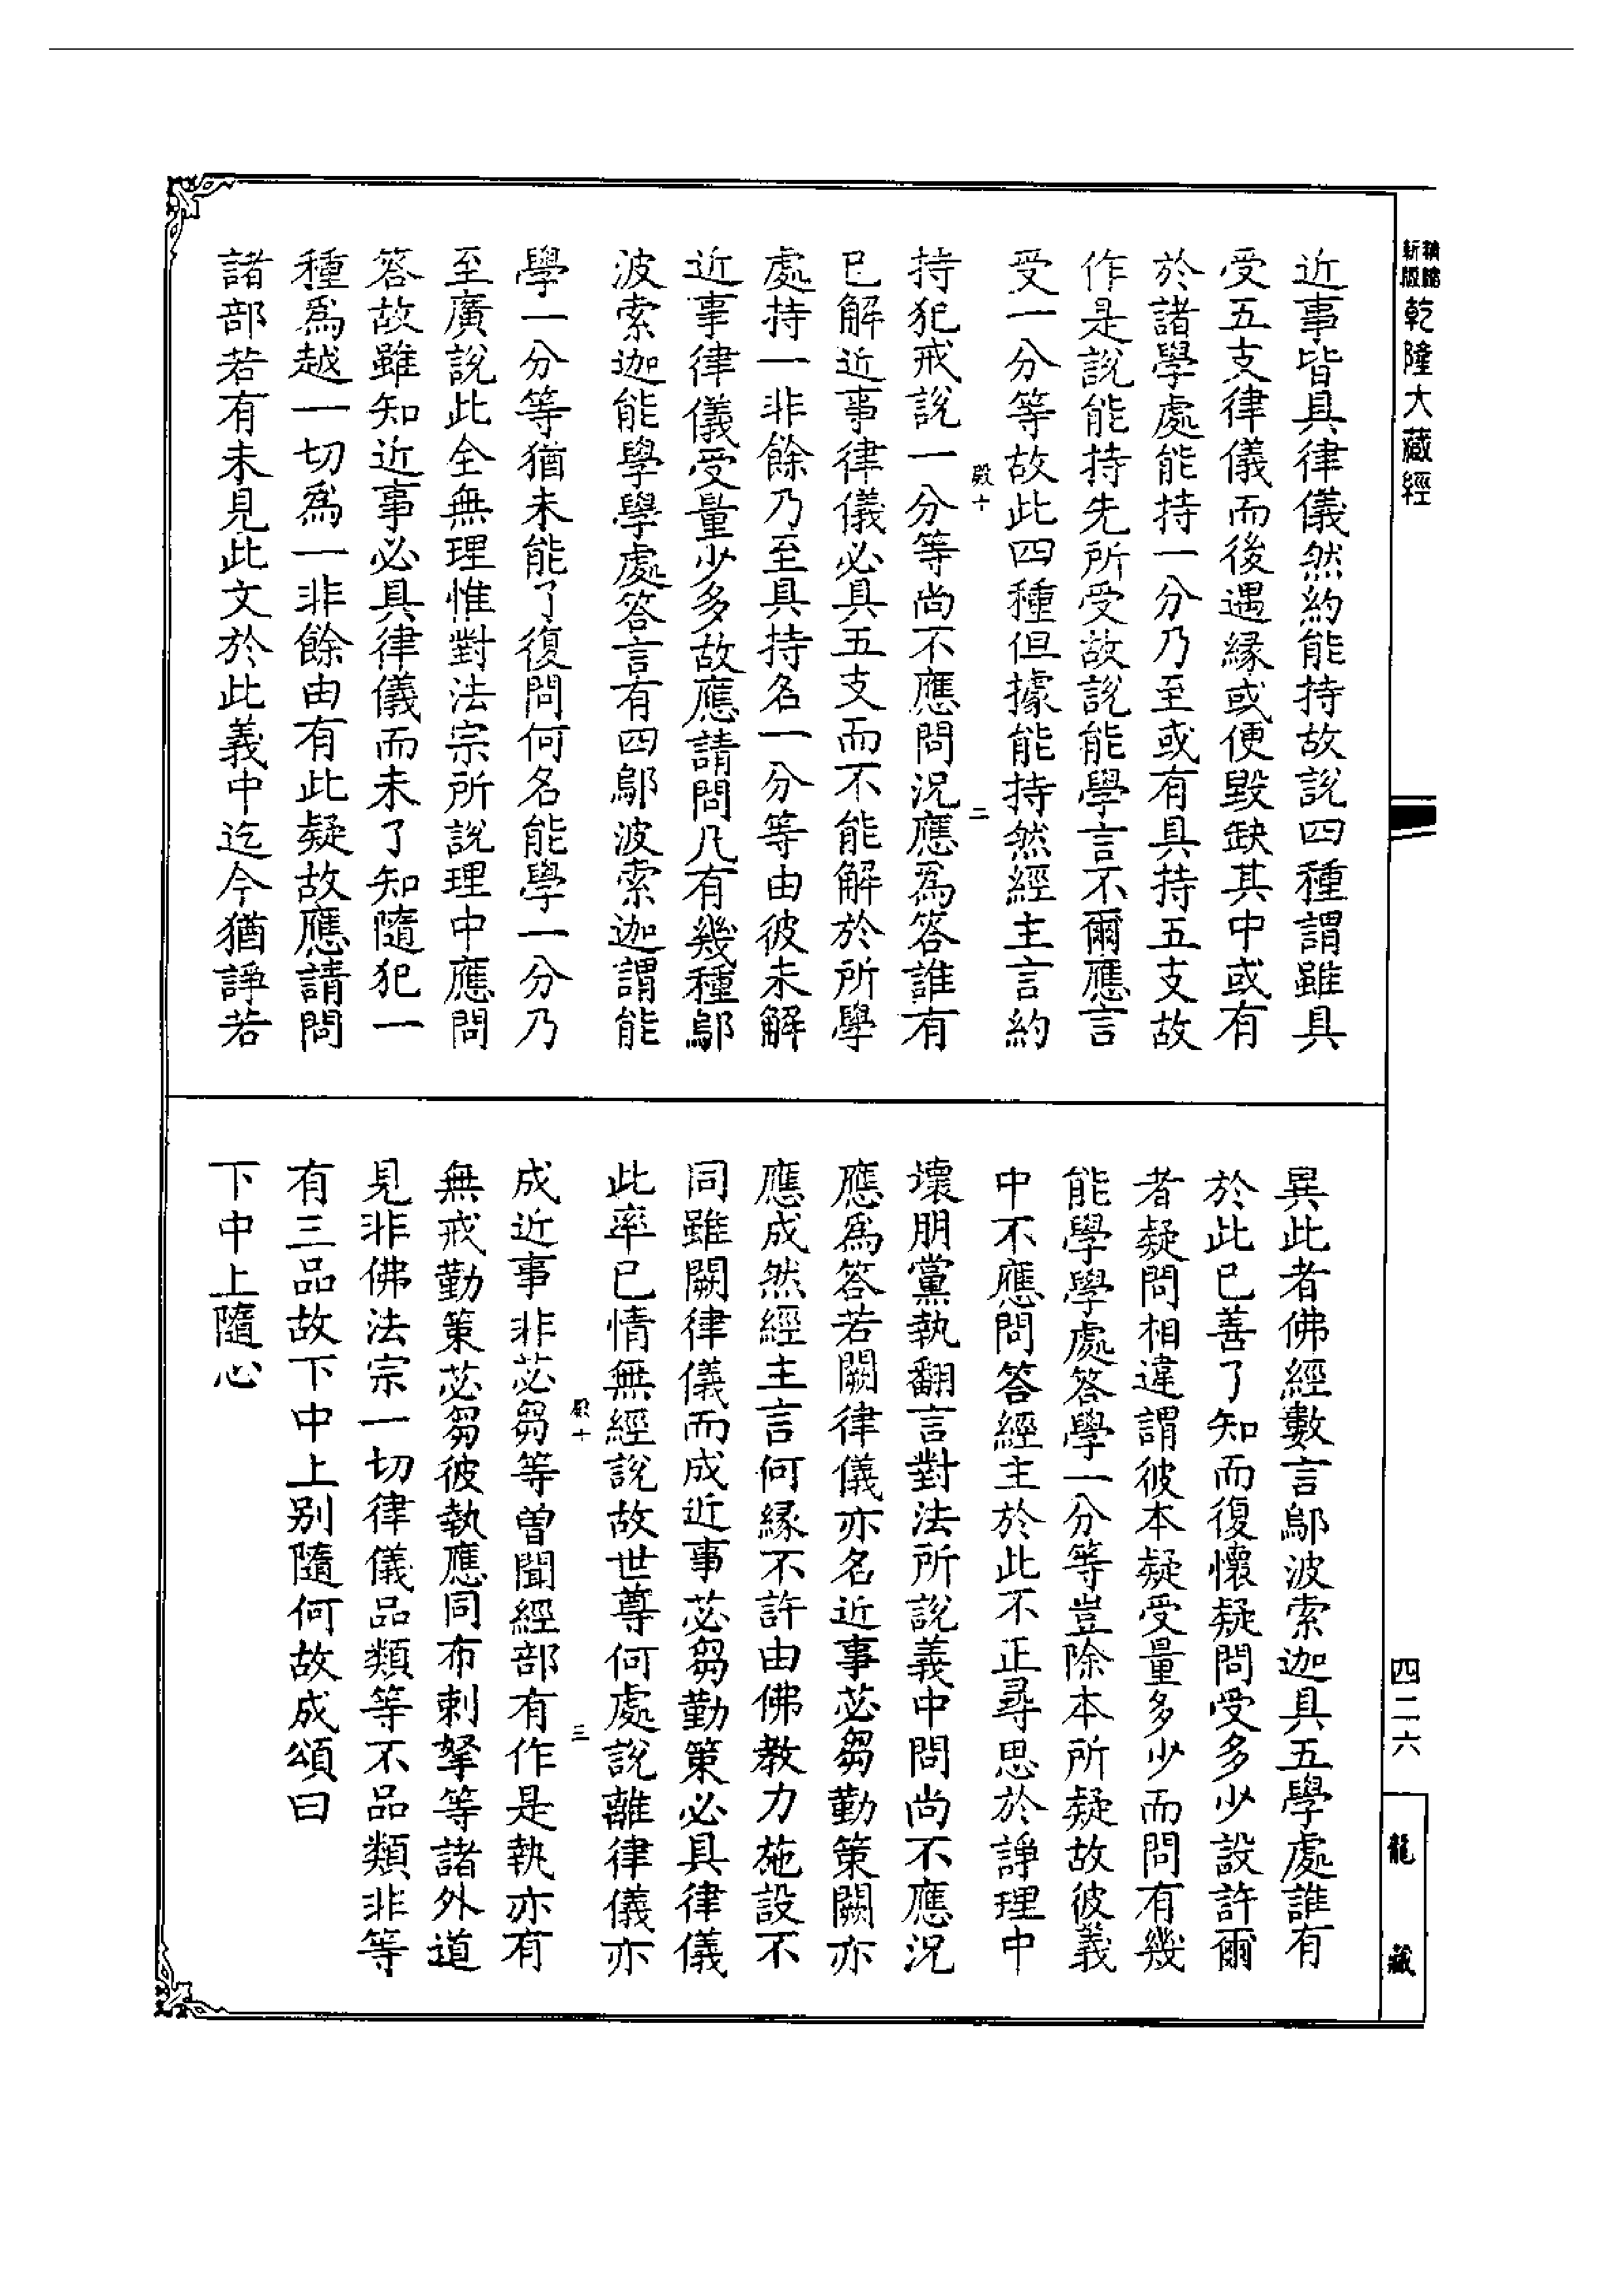 新版
精縮
乾隆大藏經
近事皆具律儀然約能持故說四種謂雖具
受五支律儀而後遇緣或便毀缺其中或有
於諸學處能持一分乃至或有具持五支故
作是說能持先所受故說能學言不爾應言
受一分等故此四種但據能持然經主言約
殿十
二
持犯戒說一分等尚不應問況應爲答誰有
已解近事律儀必具五支而不能解於所學
處持一非餘乃至具持名一分等由彼未解
近事律儀受量少多故應請問凡有幾種鄔
波索迦能學學處答言有四鄔波索迦謂能
學一分等猶未能了復問何名能學一分乃
至廣說此全無理惟對法宗所說理中應問
答故雖知近事必具律儀而未了知隨犯一
種爲越一切爲一非餘由有此疑故應請問
諸部若有未見此文於此義中迄今猶諍若
異此者佛經數言鄔波索迦具五學處誰有
於此已善了知而復懷疑問受多少設許爾
者疑問相違謂彼本疑受量多少而問有幾
能學學處答學一分等豈除本所疑故彼義
中不應問答經主於此不正尋思於諍理中
壞朋黨執翻言對法所說義中問尚不應況
應爲答若闕律儀亦名近事苾芻勤策闕亦
應成然經主言何緣不許由佛教力施設不
同雖闕律儀而成近事苾芻勤策必具律儀
此率已情無經說故世尊何處說離律儀亦
殿十
三
成近事非苾芻等曾聞經部有作是執亦有
無戒勤策苾芻彼執應同布剌拏等諸外道
見非佛法宗一切律儀品類等不品類非等
有三品故下中上別隨何故成頌曰
下中上隨心
四二六
龍藏